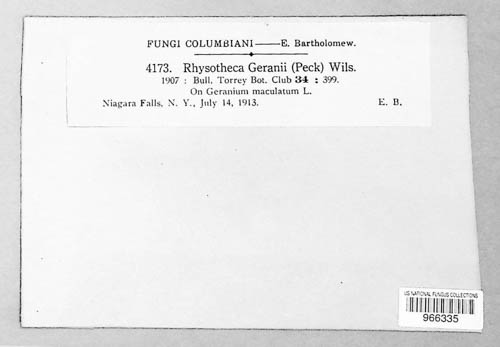 FUNGI COLUMBIANI——E. Bartholomew.
4173. Rhysotheca Geranii (Peck) Wils.
1907 : Bull. Torrey Bot. Club 34 : 399.
On Geranium maculatum L.
Niagara Falls, N. Y., July 14, 1913. E. B.
US NATIONAL FUNGUS COLLECTIONS
966335